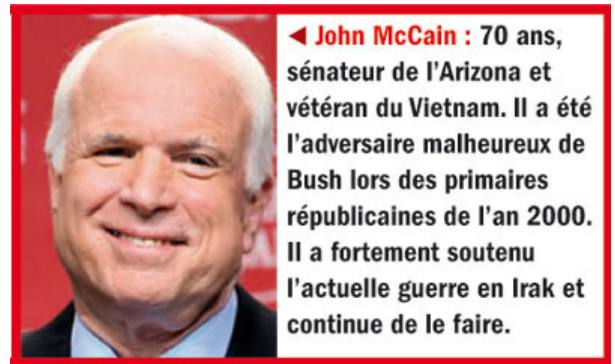 ◀ John McCain : 70 ans,
sénateur de l'Arizona et
vétéran du Vietnam. Il a été
l'adversaire malheureux de
Bush lors des primaires
républicaines de l'an 2000.
Il a fortement soutenu
l'actuelle guerre en Irak et
continue de le faire.